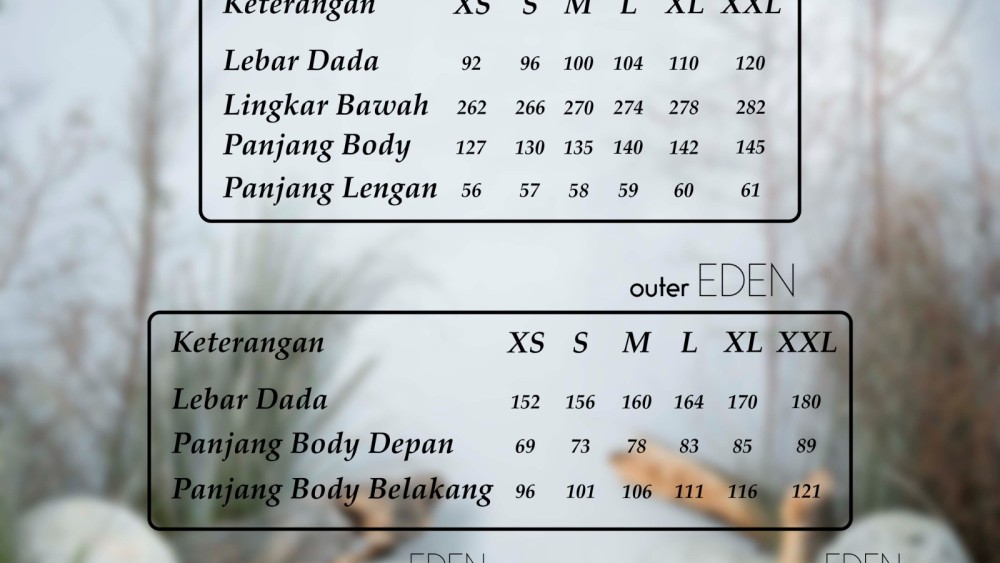 Keterangan XS S M L XL XXL
Lebar Dada 92 96 100 104 110 120
Lingkar Bawah 262 266 270 274 278 282
Panjang Body 127 130 135 140 142 145
Panjang Lengan 56 57 58 59 60 61
outer EDEN
Keterangan XS S M L XL XXL
Lebar Dada 152 156 160 164 170 180
Panjang Body Depan 69 73 78 83 85 89
Panjang Body Belakang 96 101 106 111 116 121
EDEN EDEN